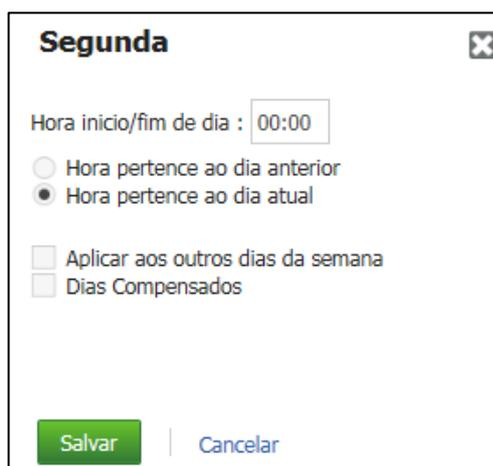 Segunda
Hora inicio/fim de dia : 00:00
Hora pertence ao dia anterior
Hora pertence ao dia atual
Aplicar aos outros dias da semana
Dias Compensados
Salvar
Cancelar